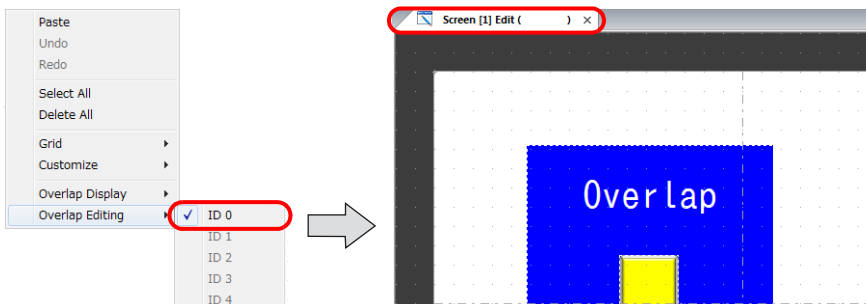 Paste
Undo
Redo
Select All
Delete All
Grid
Customize
Overlap Display
Overlap Editing
ID 0
ID 1
ID 2
ID 3
ID 4
Screen [1] Edit ( )
Overlap